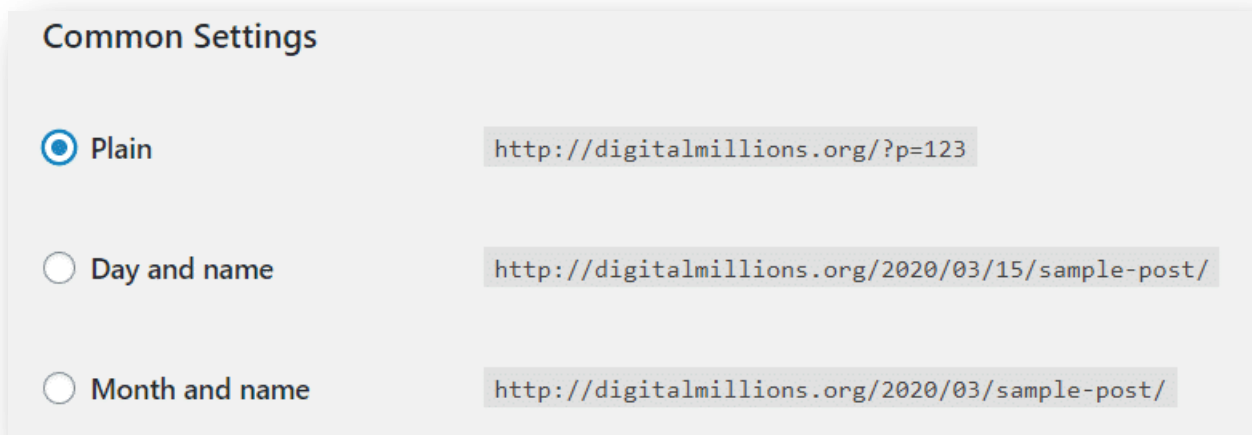 Common Settings
Plain http://digitalmillions.org/?p=123
Day and name http://digitalmillions.org/2020/03/15/sample-post/
Month and name http://digitalmillions.org/2020/03/sample-post/